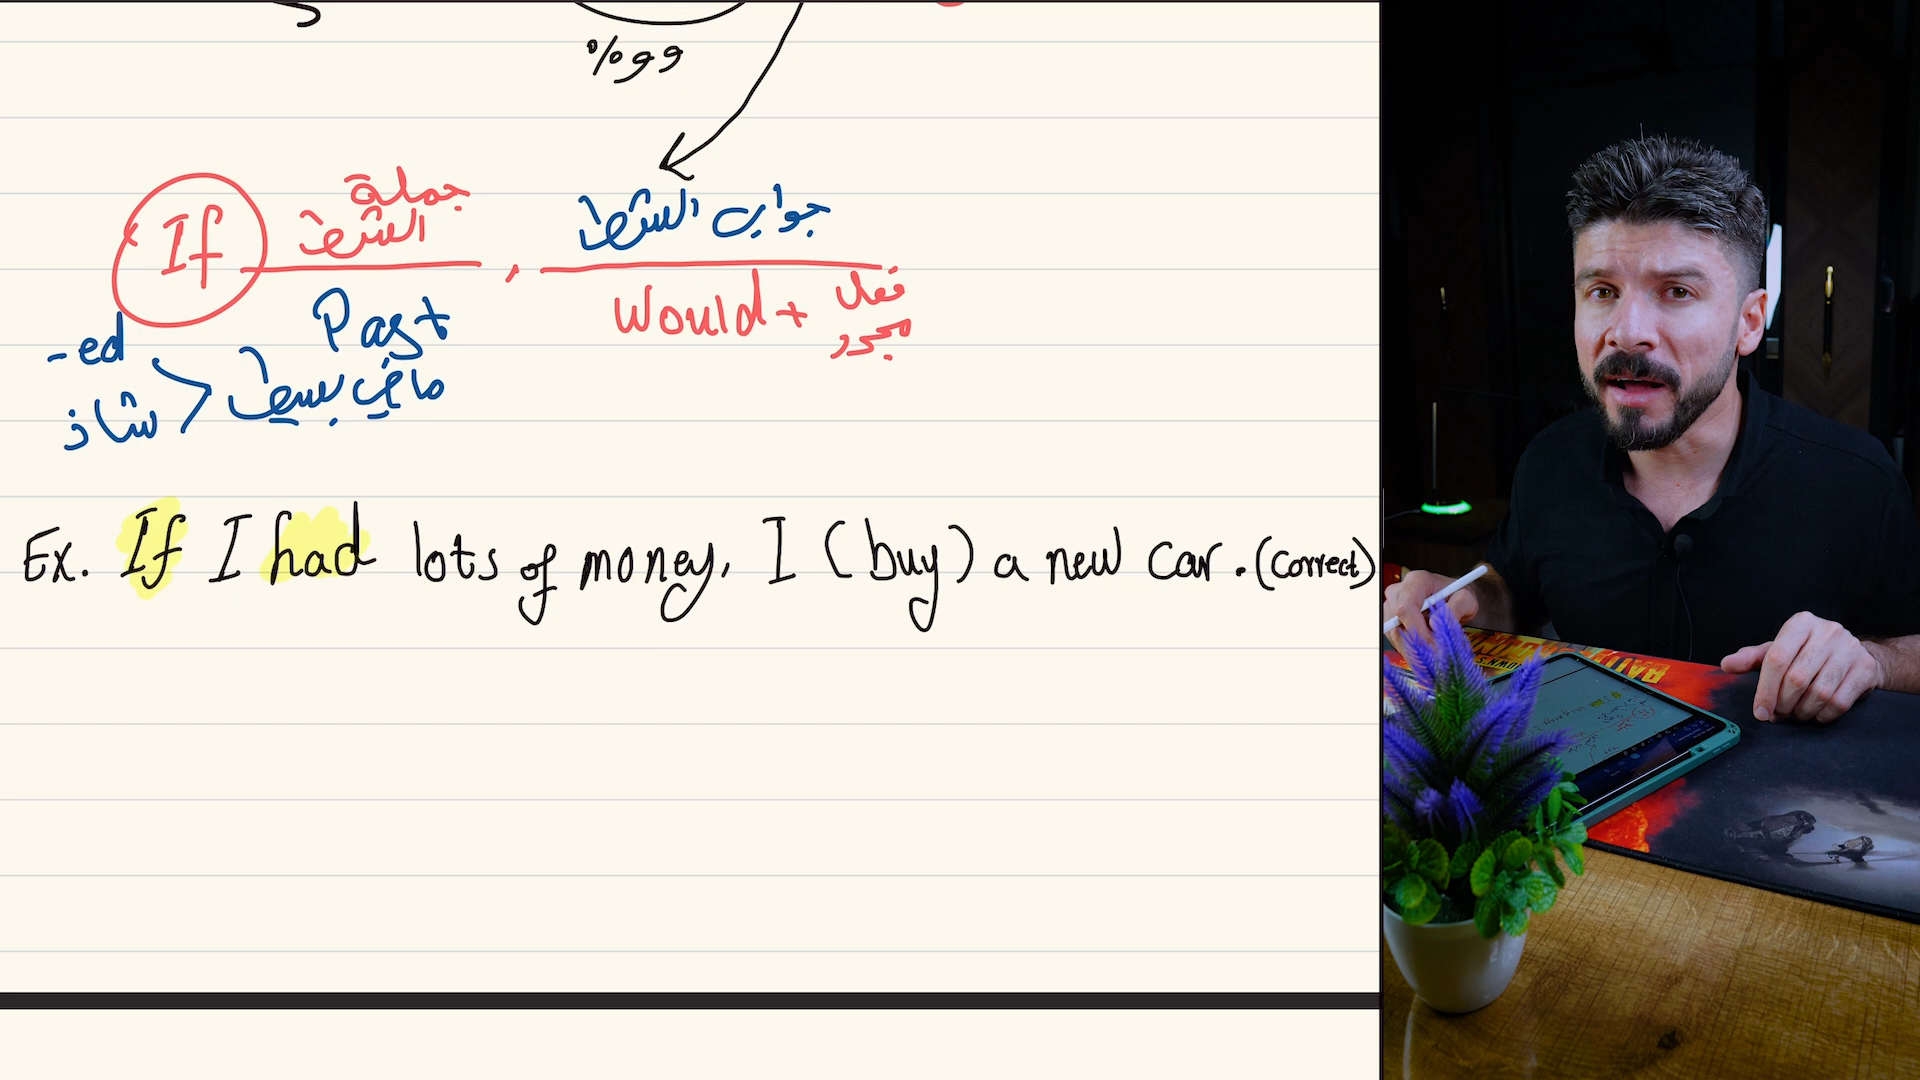 %99
If جملة الشرط , جواب الشرط
Past would + فعل مجرد
-ed
شاذ > ماضي بسيط
Ex. If I had lots of money, I (buy) a new car. (correct)